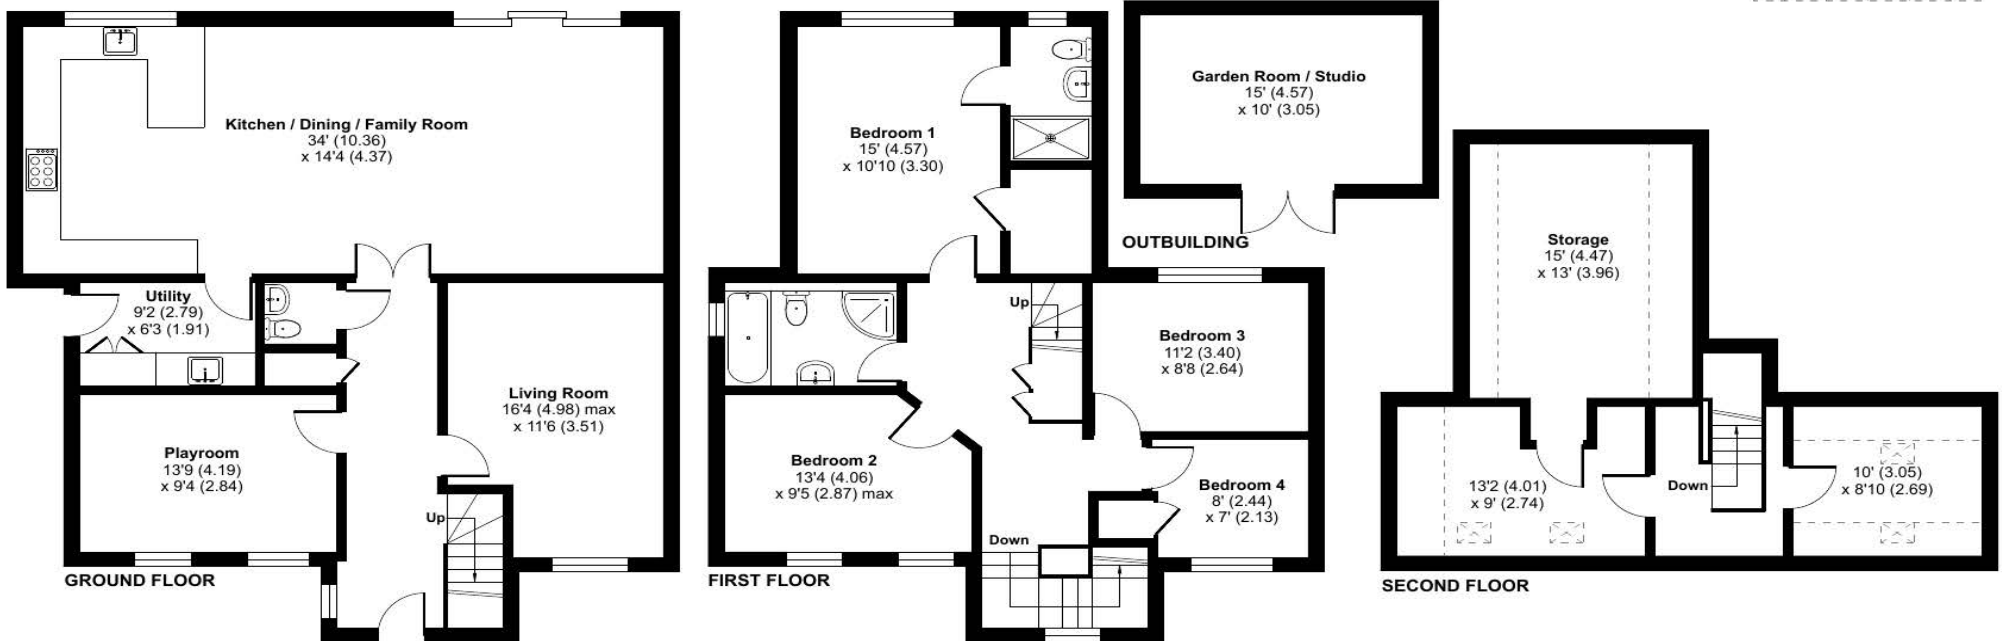 Kitchen / Dining / Family Room
34' (10.36)
x 14'4 (4.37)
Utility
9'2 (2.79)
x 6'3 (1.91)
Living Room
16'4 (4.98) max
x 11'6 (3.51)
Playroom
13'9 (4.19)
x 9'4 (2.84)
Up
GROUND FLOOR
Bedroom 1
15' (4.57)
x 10'10 (3.30)
Up
Bedroom 3
11'2 (3.40)
x 8'8 (2.64)
Bedroom 2
13'4 (4.06)
x 9'5 (2.87) max
Bedroom 4
8' (2.44)
x 7' (2.13)
Down
FIRST FLOOR
Garden Room / Studio
15' (4.57)
x 10' (3.05)
OUTBUILDING
Storage
15' (4.47)
x 13' (3.96)
13'2 (4.01)
x 9' (2.74)
Down
10' (3.05)
x 8'10 (2.69)
SECOND FLOOR